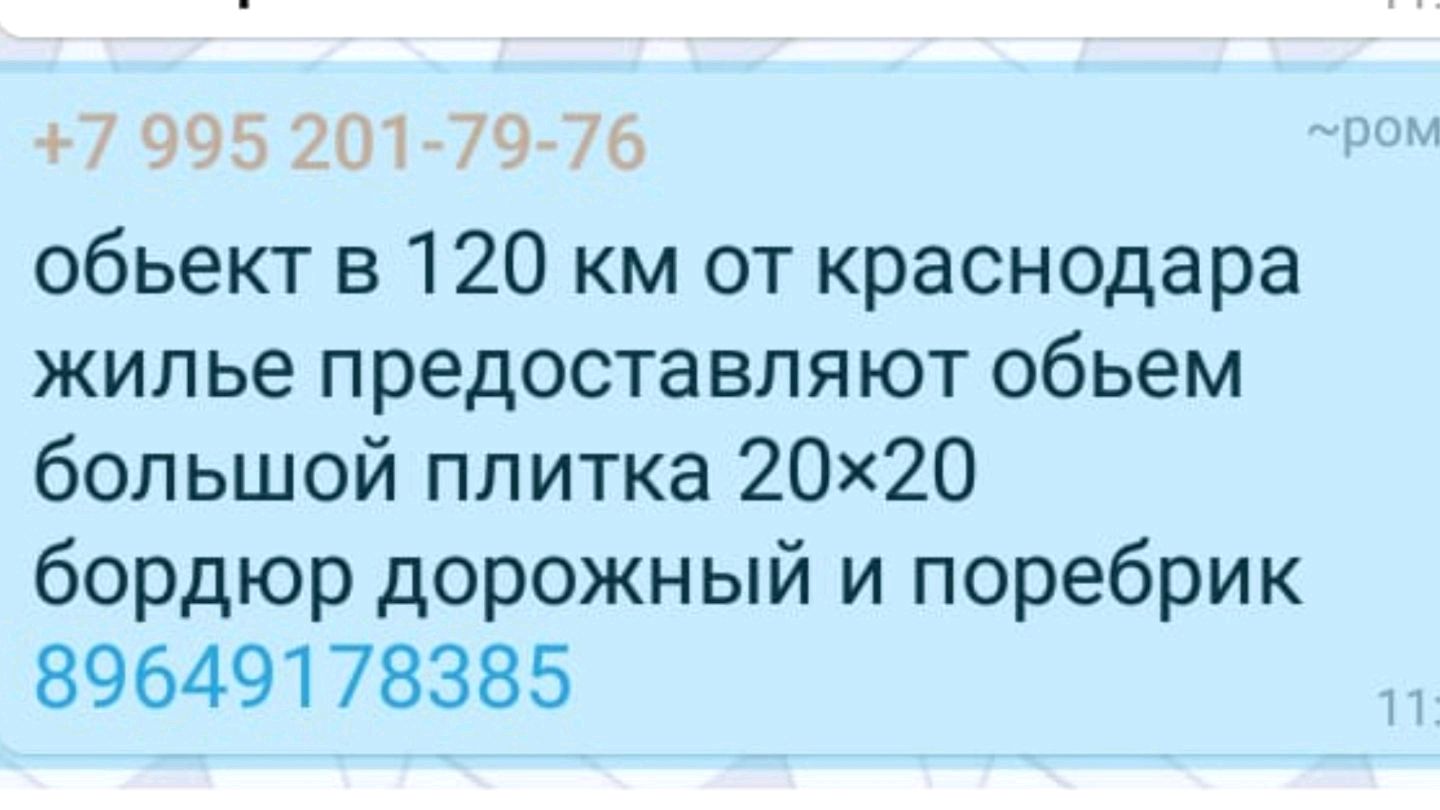 +7 995 201-79-76 ~ром
обьект в 120 км от краснодара
жилье предоставляют обьем
большой плитка 20×20
бордюр дорожный и поребрик
89649178385
11: